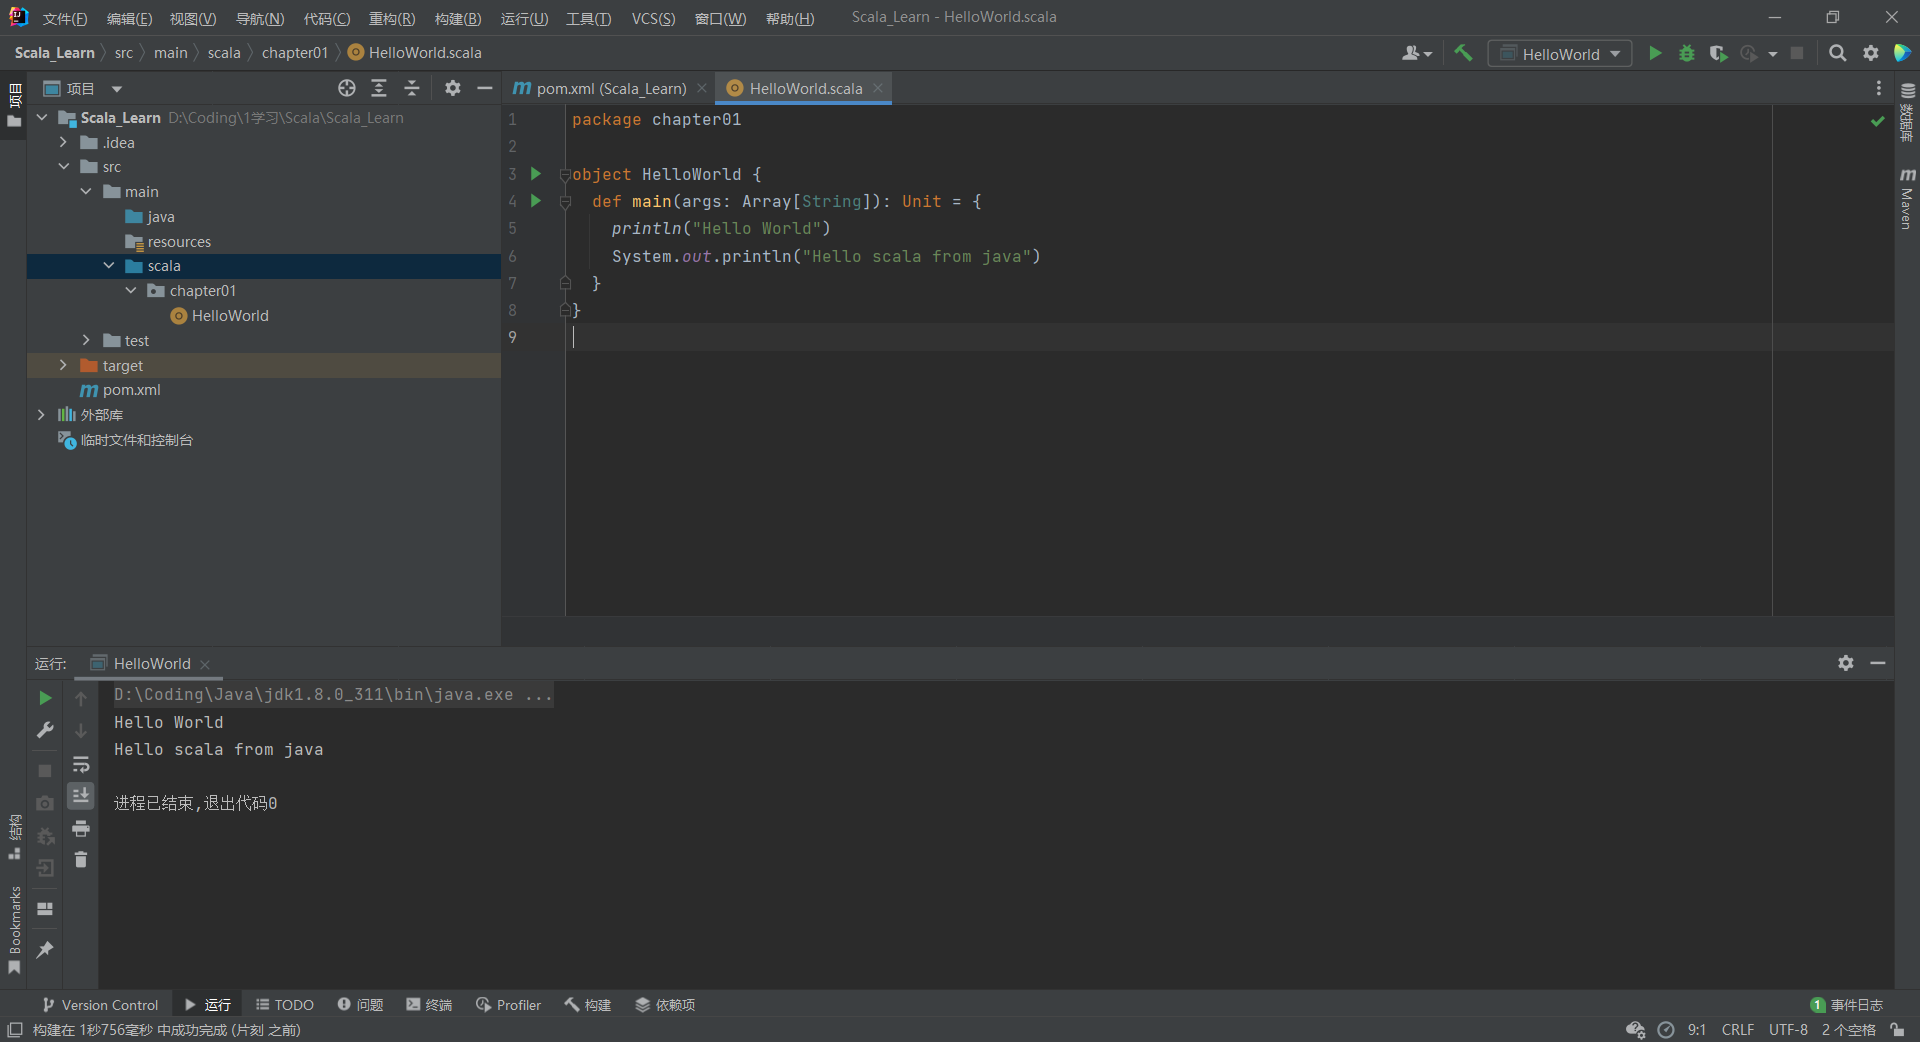 文件(F) 编辑(E) 视图(V) 导航(N) 代码(C) 重构(R) 构建(B) 运行(U) 工具(T) VCS(S) 窗口(W) 帮助(H) Scala_Learn - HelloWorld.scala
Scala_Learn src main scala chapter01 HelloWorld.scala HelloWorld
项目
项目
Scala_Learn D:\Coding\1学习\Scala\Scala_Learn
.idea
src
main
java
resources
scala
chapter01
HelloWorld
test
target
pom.xml
外部库
临时文件和控制台
pom.xml (Scala_Learn) HelloWorld.scala
1 package chapter01
2
3 object HelloWorld {
4 def main(args: Array[String]): Unit = {
5 println("Hello World")
6 System.out.println("Hello scala from java")
7 }
8 }
9
数据库
Maven
运行: HelloWorld
D:\Coding\Java\jdk1.8.0_311\bin\java.exe ...
Hello World
Hello scala from java
进程已结束,退出代码0
结构
Bookmarks
Version Control 运行 TODO 问题 终端 Profiler 构建 依赖项 1 事件日志
构建在 1秒756毫秒 中成功完成 (片刻 之前) 9:1 CRLF UTF-8 2 个空格